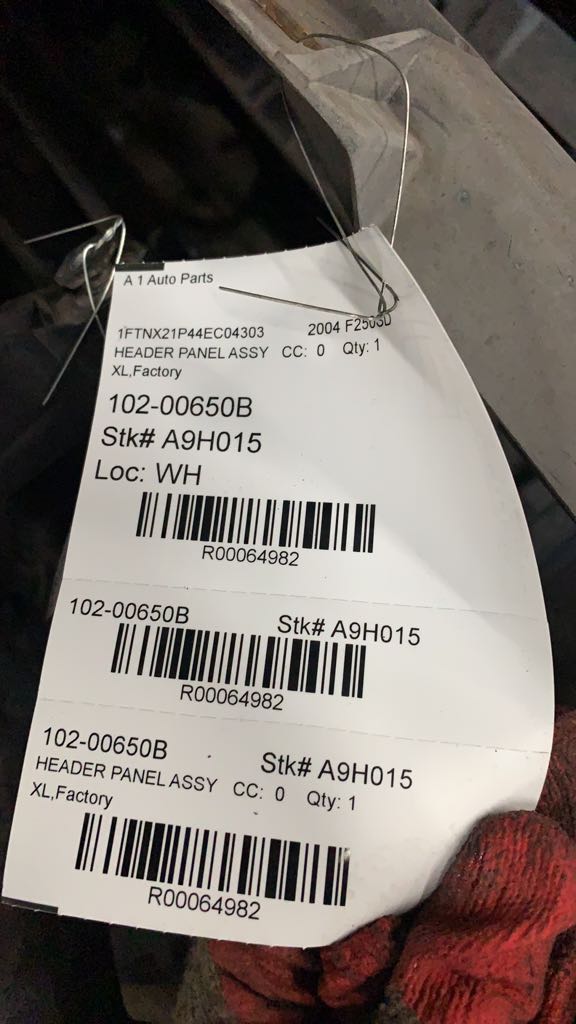 A 1 Auto Parts
1FTNX21P44EC04303 2004 F250SD
HEADER PANEL ASSY CC: 0 Qty: 1
XL,Factory
102-00650B
Stk# A9H015
Loc: WH
R00064982
102-00650B Stk# A9H015
R00064982
102-00650B Stk# A9H015
HEADER PANEL ASSY CC: 0 Qty: 1
XL,Factory
R00064982